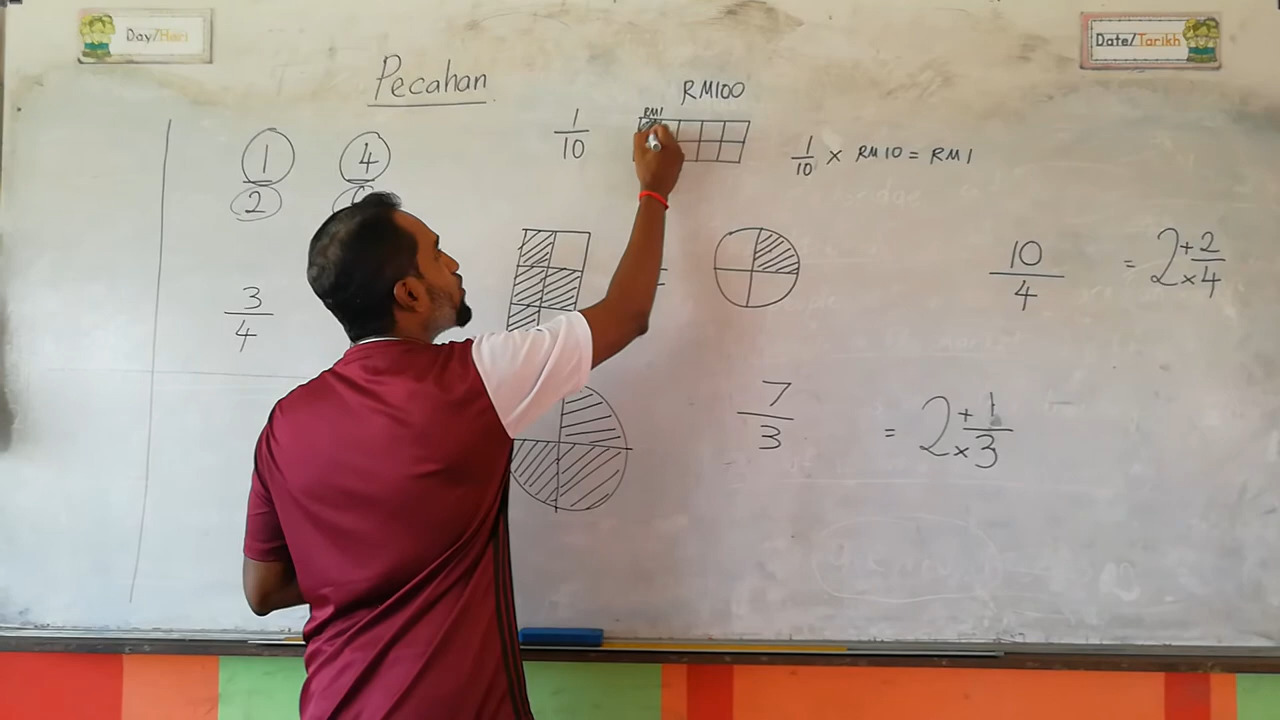 Day/Hari
Date/Tarikh
Pecahan
RM100
1/10
RM1
1/10 × RM10 = RM1
1/2
4
3/4
10/4 = 2 + 2/× 4
7/3 = 2 + 1/× 3